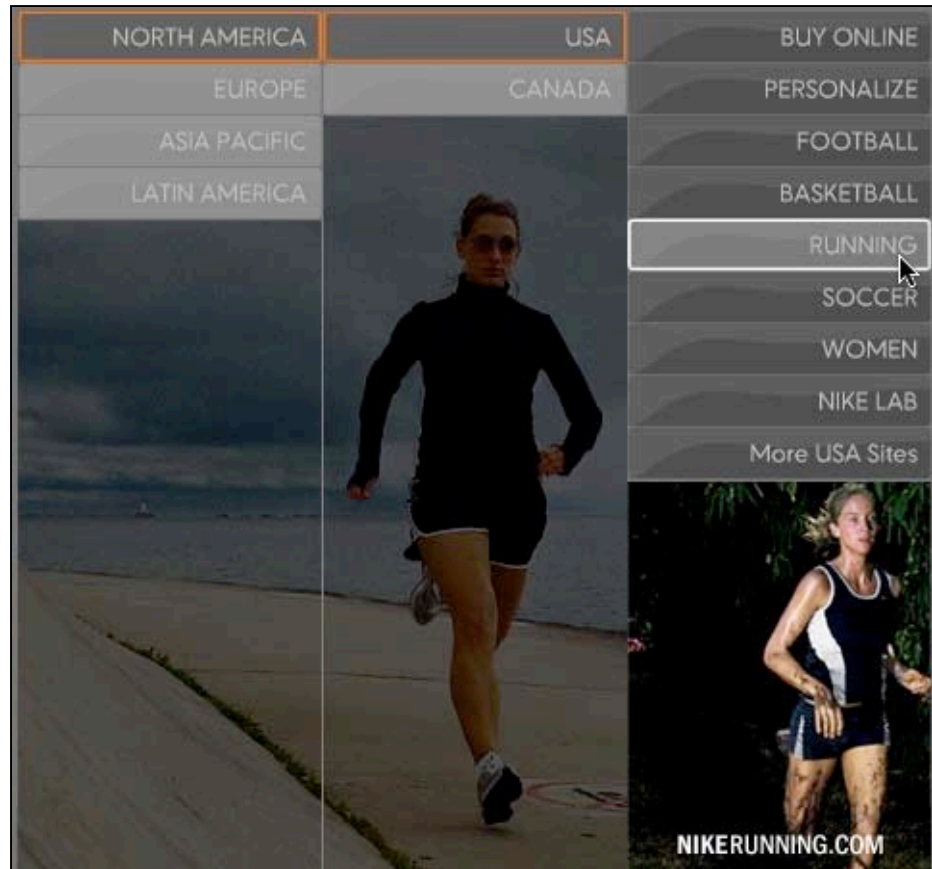 NORTH AMERICA
EUROPE
ASIA PACIFIC
LATIN AMERICA
USA
CANADA
BUY ONLINE
PERSONALIZE
FOOTBALL
BASKETBALL
RUNNING
SOCCER
WOMEN
NIKE LAB
More USA Sites
NIKERUNNING.COM